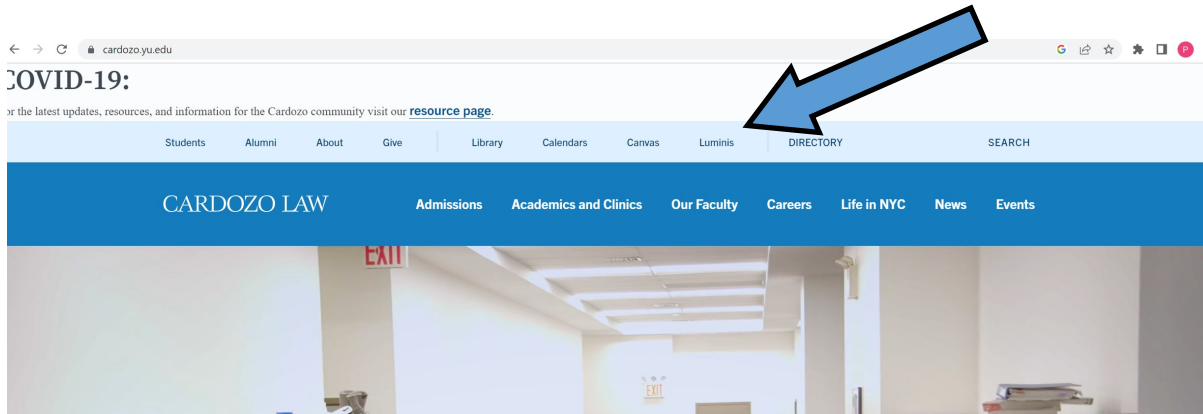 cardozo.yu.edu
COVID-19:
or the latest updates, resources, and information for the Cardozo community visit our resource page.
Students Alumni About Give Library Calendars Canvas Luminis DIRECTORY SEARCH
CARDOZO LAW Admissions Academics and Clinics Our Faculty Careers Life in NYC News Events
EXIT
EXIT